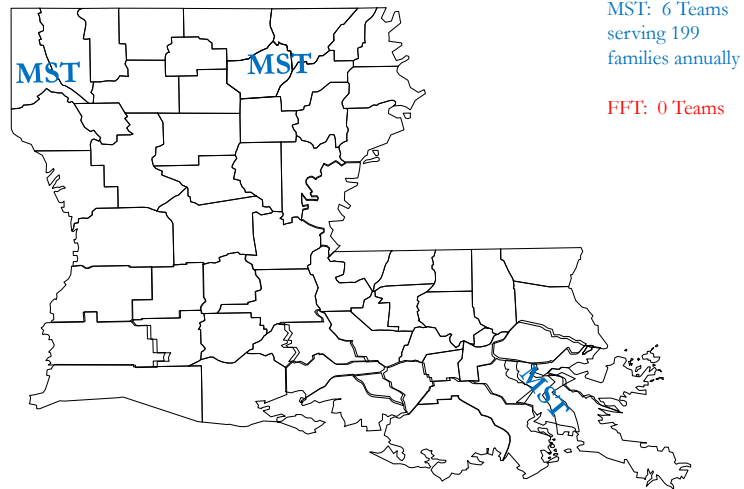 MST: 6 Teams
serving 199
families annually
FFT: 0 Teams
MST
MST
MST